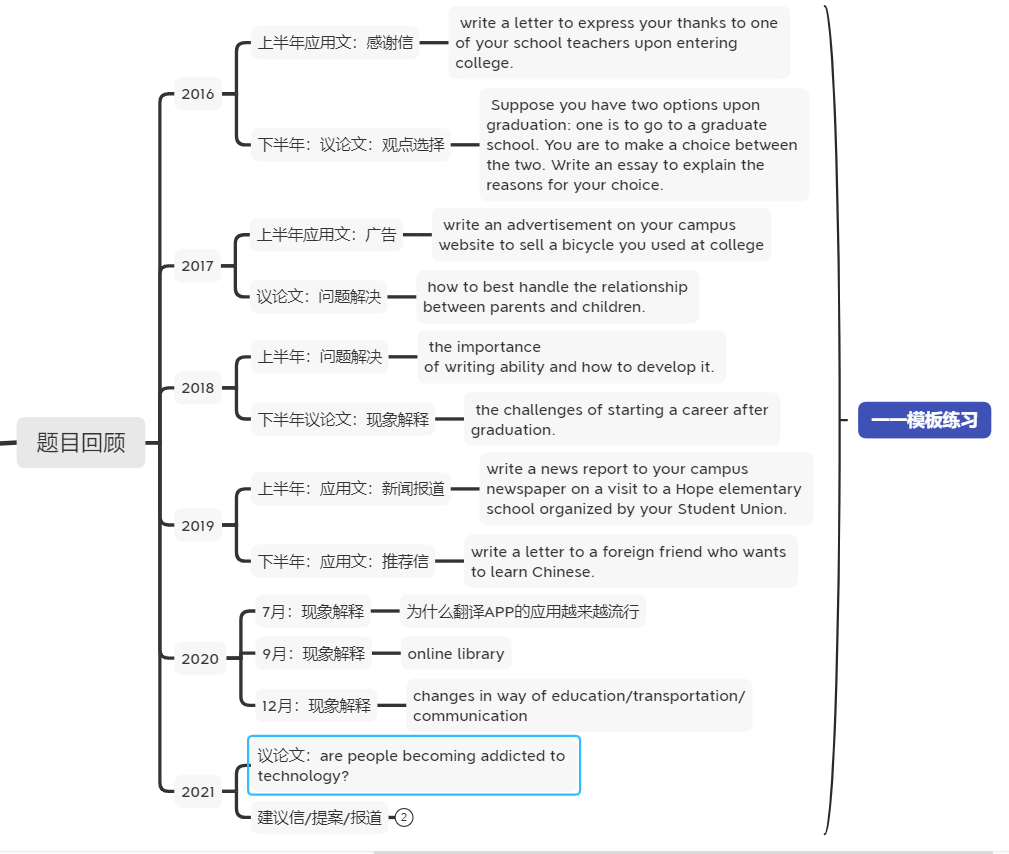 题目回顾
2016
上半年应用文：感谢信
write a letter to express your thanks to one
of your school teachers upon entering
college.
下半年：议论文：观点选择
Suppose you have two options upon
graduation: one is to go to a graduate
school. You are to make a choice between
the two. Write an essay to explain the
reasons for your choice.
2017
上半年应用文：广告
write an advertisement on your campus
website to sell a bicycle you used at college
议论文：问题解决
how to best handle the relationship
between parents and children.
2018
上半年：问题解决
the importance
of writing ability and how to develop it.
下半年议论文：现象解释
the challenges of starting a career after
graduation.
2019
上半年：应用文：新闻报道
write a news report to your campus
newspaper on a visit to a Hope elementary
school organized by your Student Union.
下半年：应用文：推荐信
write a letter to a foreign friend who wants
to learn Chinese.
2020
7月：现象解释
为什么翻译APP的应用越来越流行
9月：现象解释
online library
12月：现象解释
changes in way of education/transportation/
communication
2021
议论文：are people becoming addicted to
technology?
建议信/提案/报道
2
——模板练习